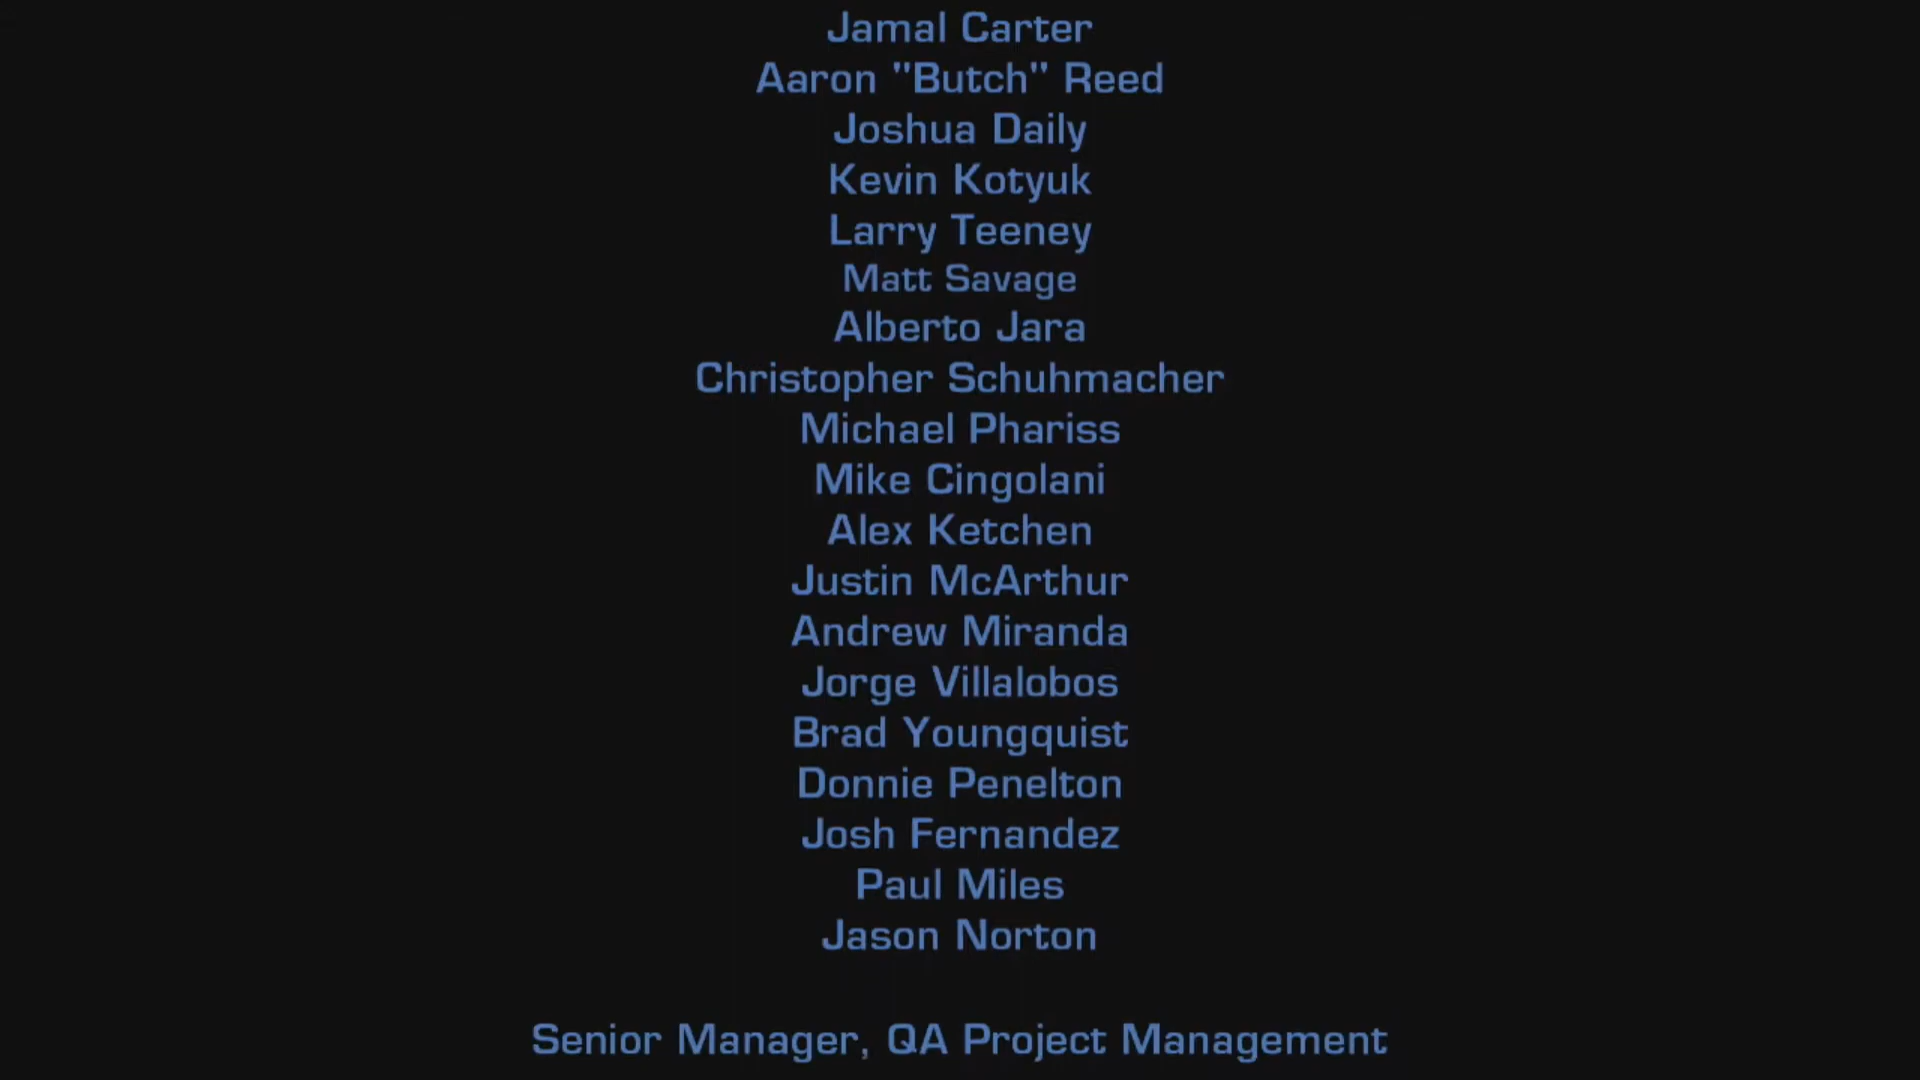 Jamal Carter
Aaron "Butch" Reed
Joshua Daily
Kevin Kotyuk
Larry Teeney
Matt Savage
Alberto Jara
Christopher Schuhmacher
Michael Phariss
Mike Cingolani
Alex Ketchen
Justin McArthur
Andrew Miranda
Jorge Villalobos
Brad Youngquist
Donnie Penelton
Josh Fernandez
Paul Miles
Jason Norton
Senior Manager, QA Project Management